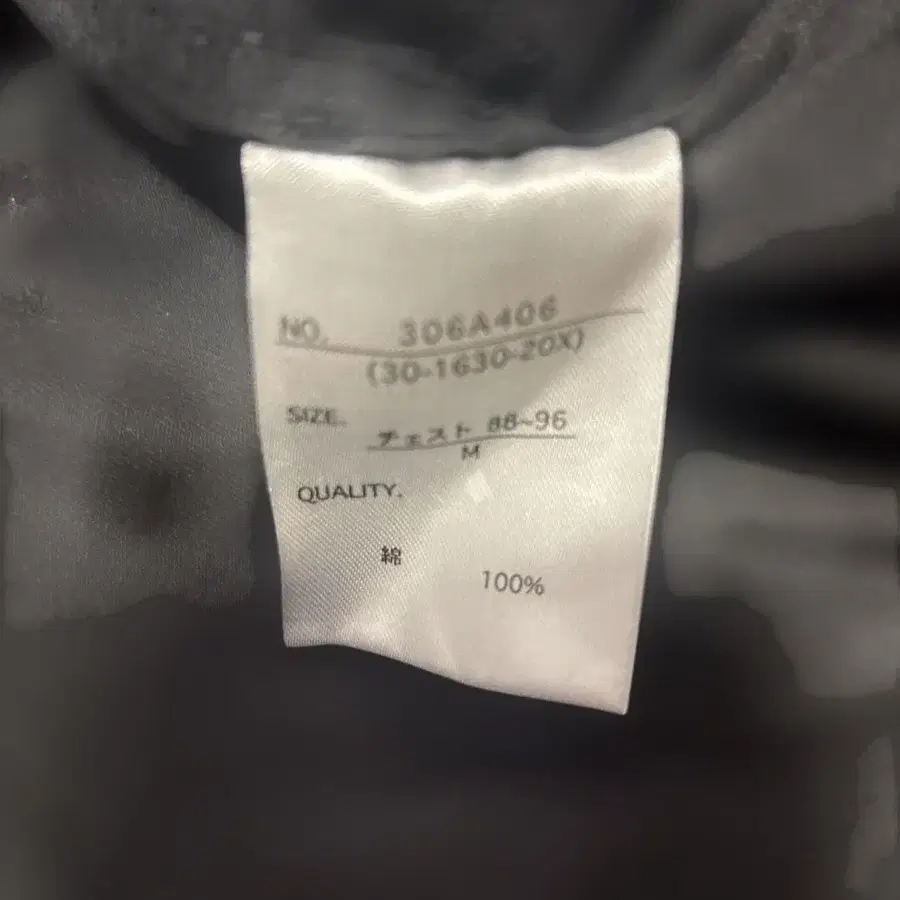 NO. 306A406
(30-1630-20X)
SIZE. チェスト 88~96
M
QUALITY.
綿
100%